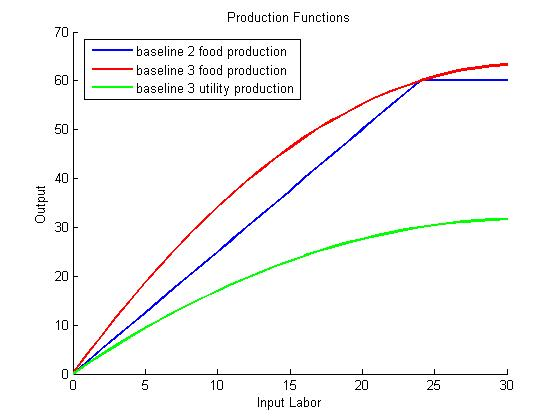 Production Functions
70
baseline 2 food production
baseline 3 food production
baseline 3 utility production
60
50
40
30
20
10
0
Output
0 5 10 15 20 25 30
Input Labor